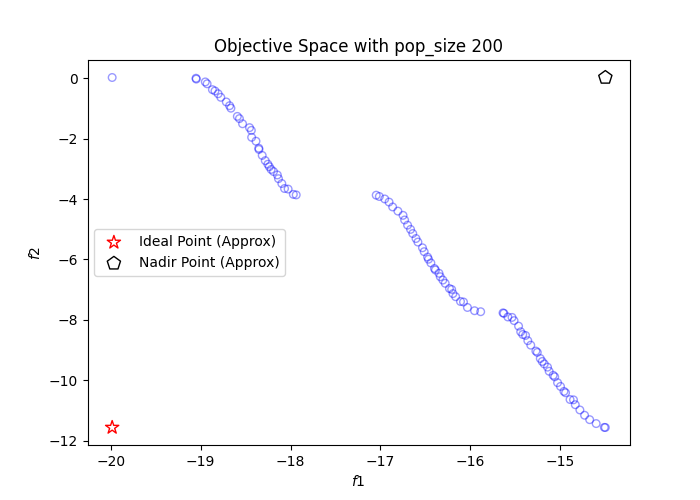 Objective Space with pop_size 200
0
−2
−4
−6
−8
−10
−12
f2
Ideal Point (Approx)
Nadir Point (Approx)
−20
−19
−18
−17
−16
−15
f1